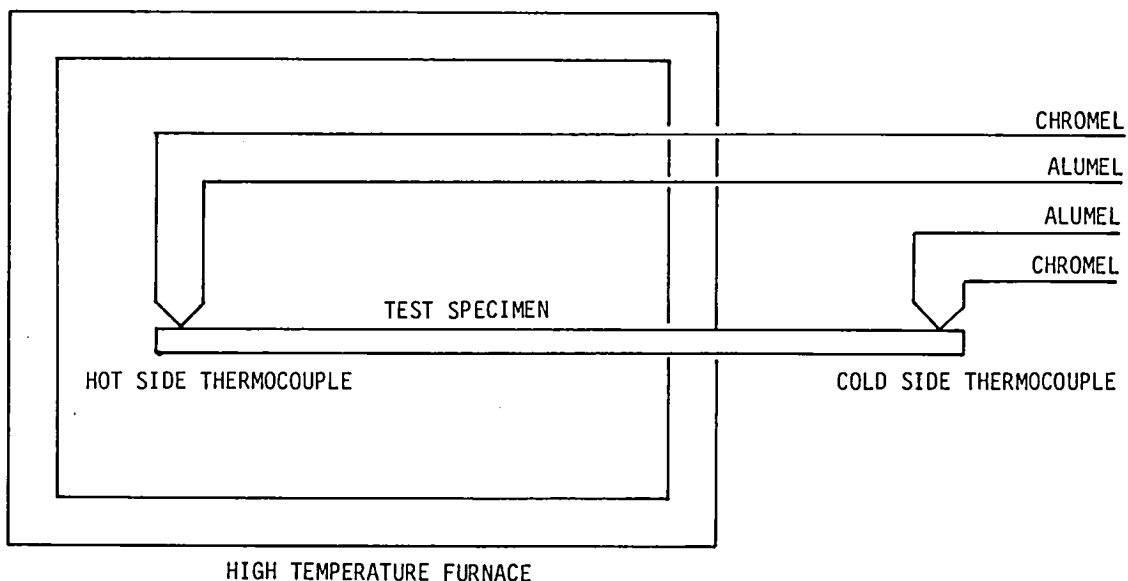 CHROMEL
ALUMEL
ALUMEL
CHROMEL
TEST SPECIMEN
HOT SIDE THERMOCOUPLE
COLD SIDE THERMOCOUPLE
HIGH TEMPERATURE FURNACE